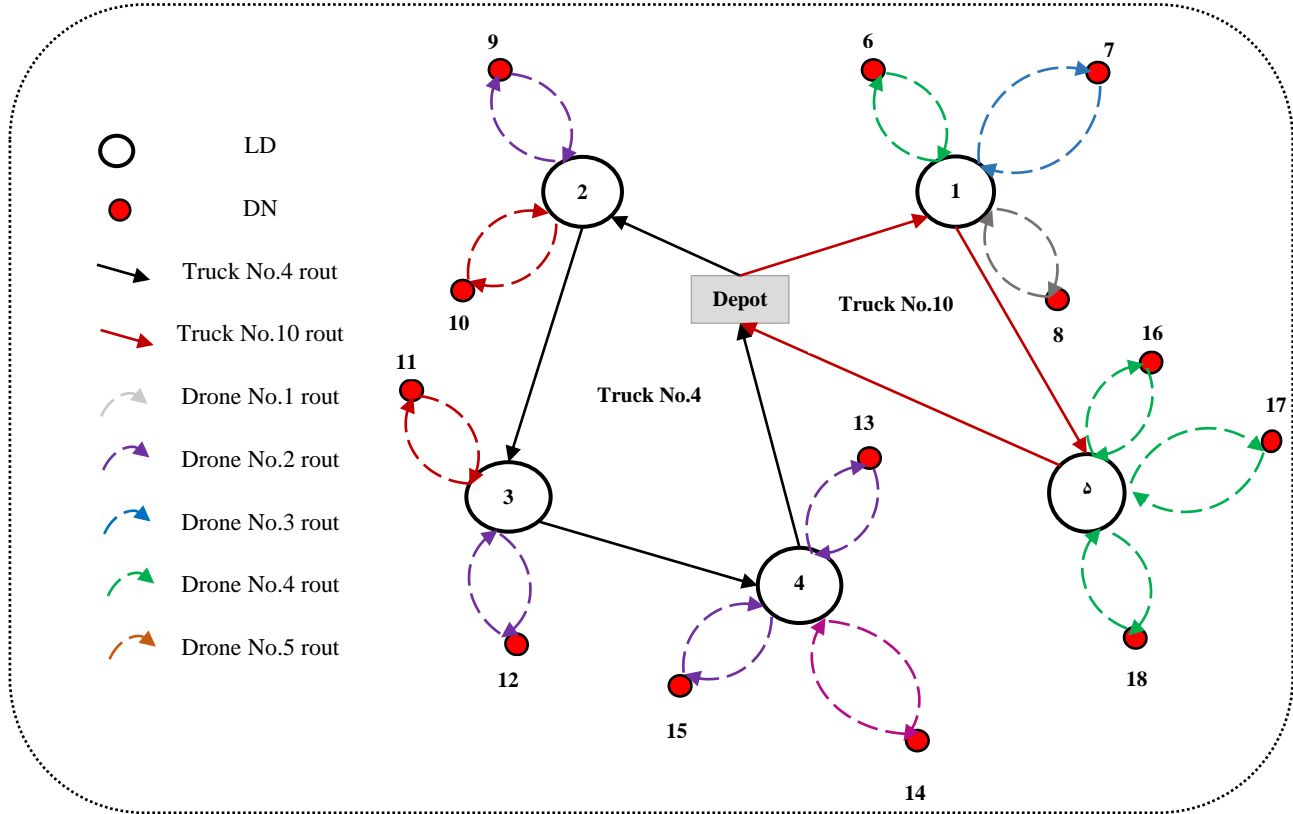 LD
DN
Truck No.4 rout
Truck No.10 rout
Drone No.1 rout
Drone No.2 rout
Drone No.3 rout
Drone No.4 rout
Drone No.5 rout
9
6
7
2
1
10
Depot
Truck No.10
8
11
16
Truck No.4
17
13
3
۵
4
12
15
18
14